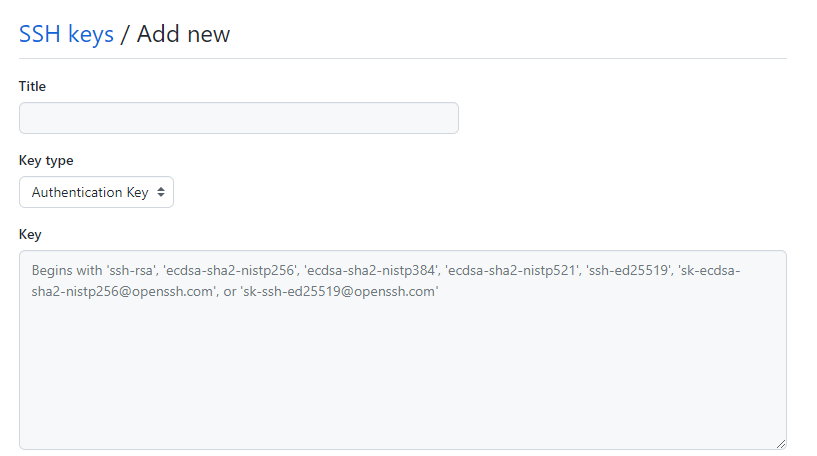 SSH keys / Add new
Title
Key type
Authentication Key
Key
Begins with 'ssh-rsa', 'ecdsa-sha2-nistp256', 'ecdsa-sha2-nistp384', 'ecdsa-sha2-nistp521', 'ssh-ed25519', 'sk-ecdsa-
sha2-nistp256@openssh.com', or 'sk-ssh-ed25519@openssh.com'